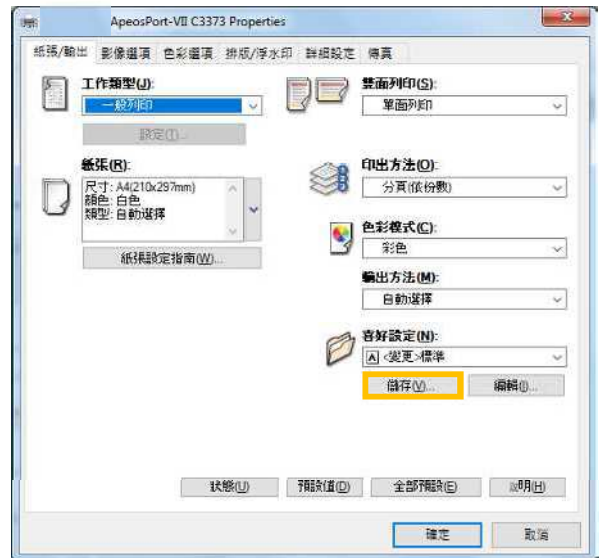 ApeosPort-VII C3373 Properties
紙張/輸出 影像選項 色彩選項 排版/浮水印 詳細設定 傳真
工作類型(J):
一般列印
設定(T)...
紙張(R):
尺寸: A4(210x297mm)
顏色: 白色
類型: 自動選擇
紙張設定指南(W)...
雙面列印(S):
單面列印
印出方法(O):
分頁(依份數)
色彩模式(C):
彩色
輸出方法(M):
自動選擇
喜好設定(N):
A <變更>標準
儲存(V)... 編輯(I)...
狀態(U) 預設值(D) 全部預設(E) 說明(H)
確定 取消